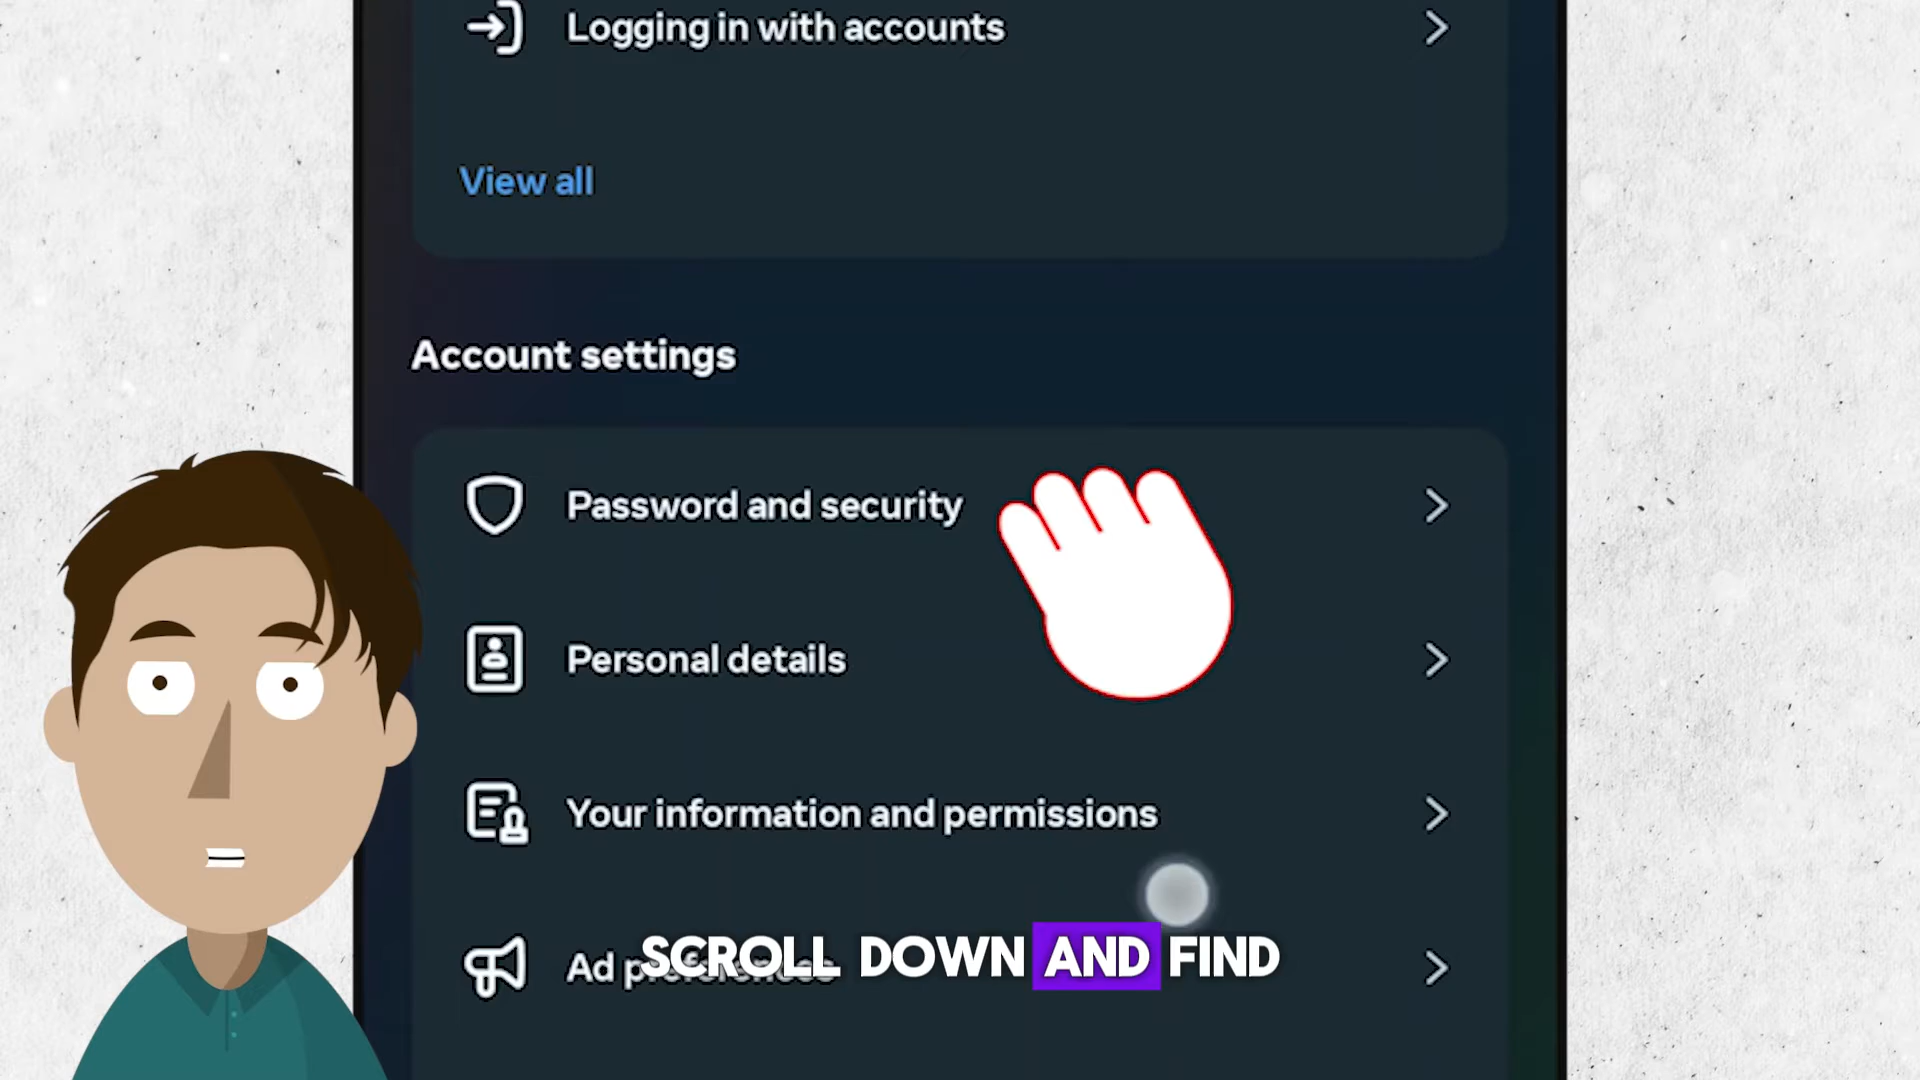 Logging in with accounts
View all
Account settings
Password and security
Personal details
Your information and permissions
Ad preferences
SCROLL DOWN AND FIND